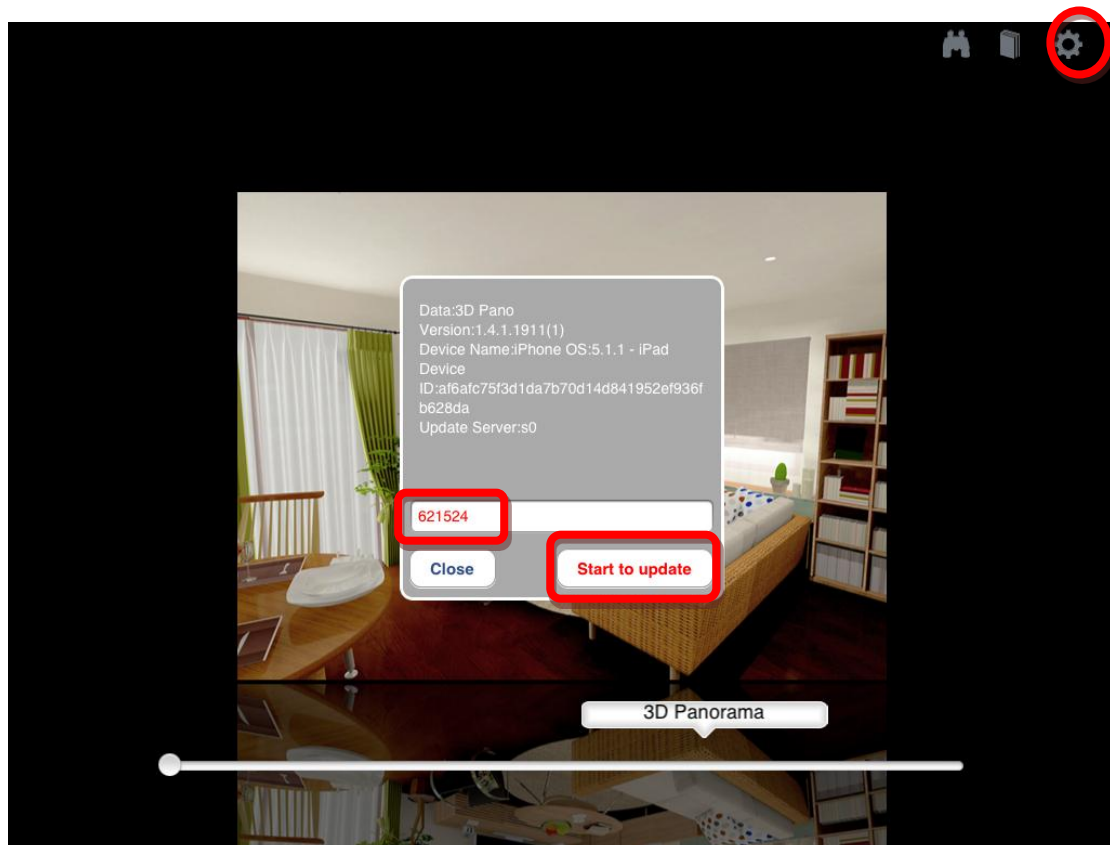 Data:3D Pano
Version:1.4.1.1911(1)
Device Name:iPhone OS:5.1.1 - iPad
Device
ID:af6afc75f3d1da7b70d14d841952ef936f
b628da
Update Server:s0
621524
Close
Start to update
3D Panorama